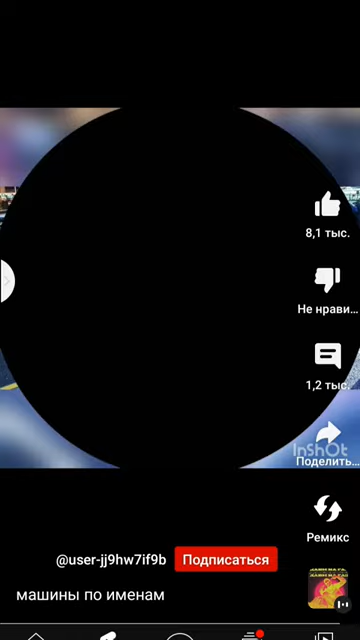 8,1 тыс.
Не нрави...
1,2 тыс.
InShOt
Поделить...
Ремикс
@user-jj9hw7if9b Подписаться
машины по именам